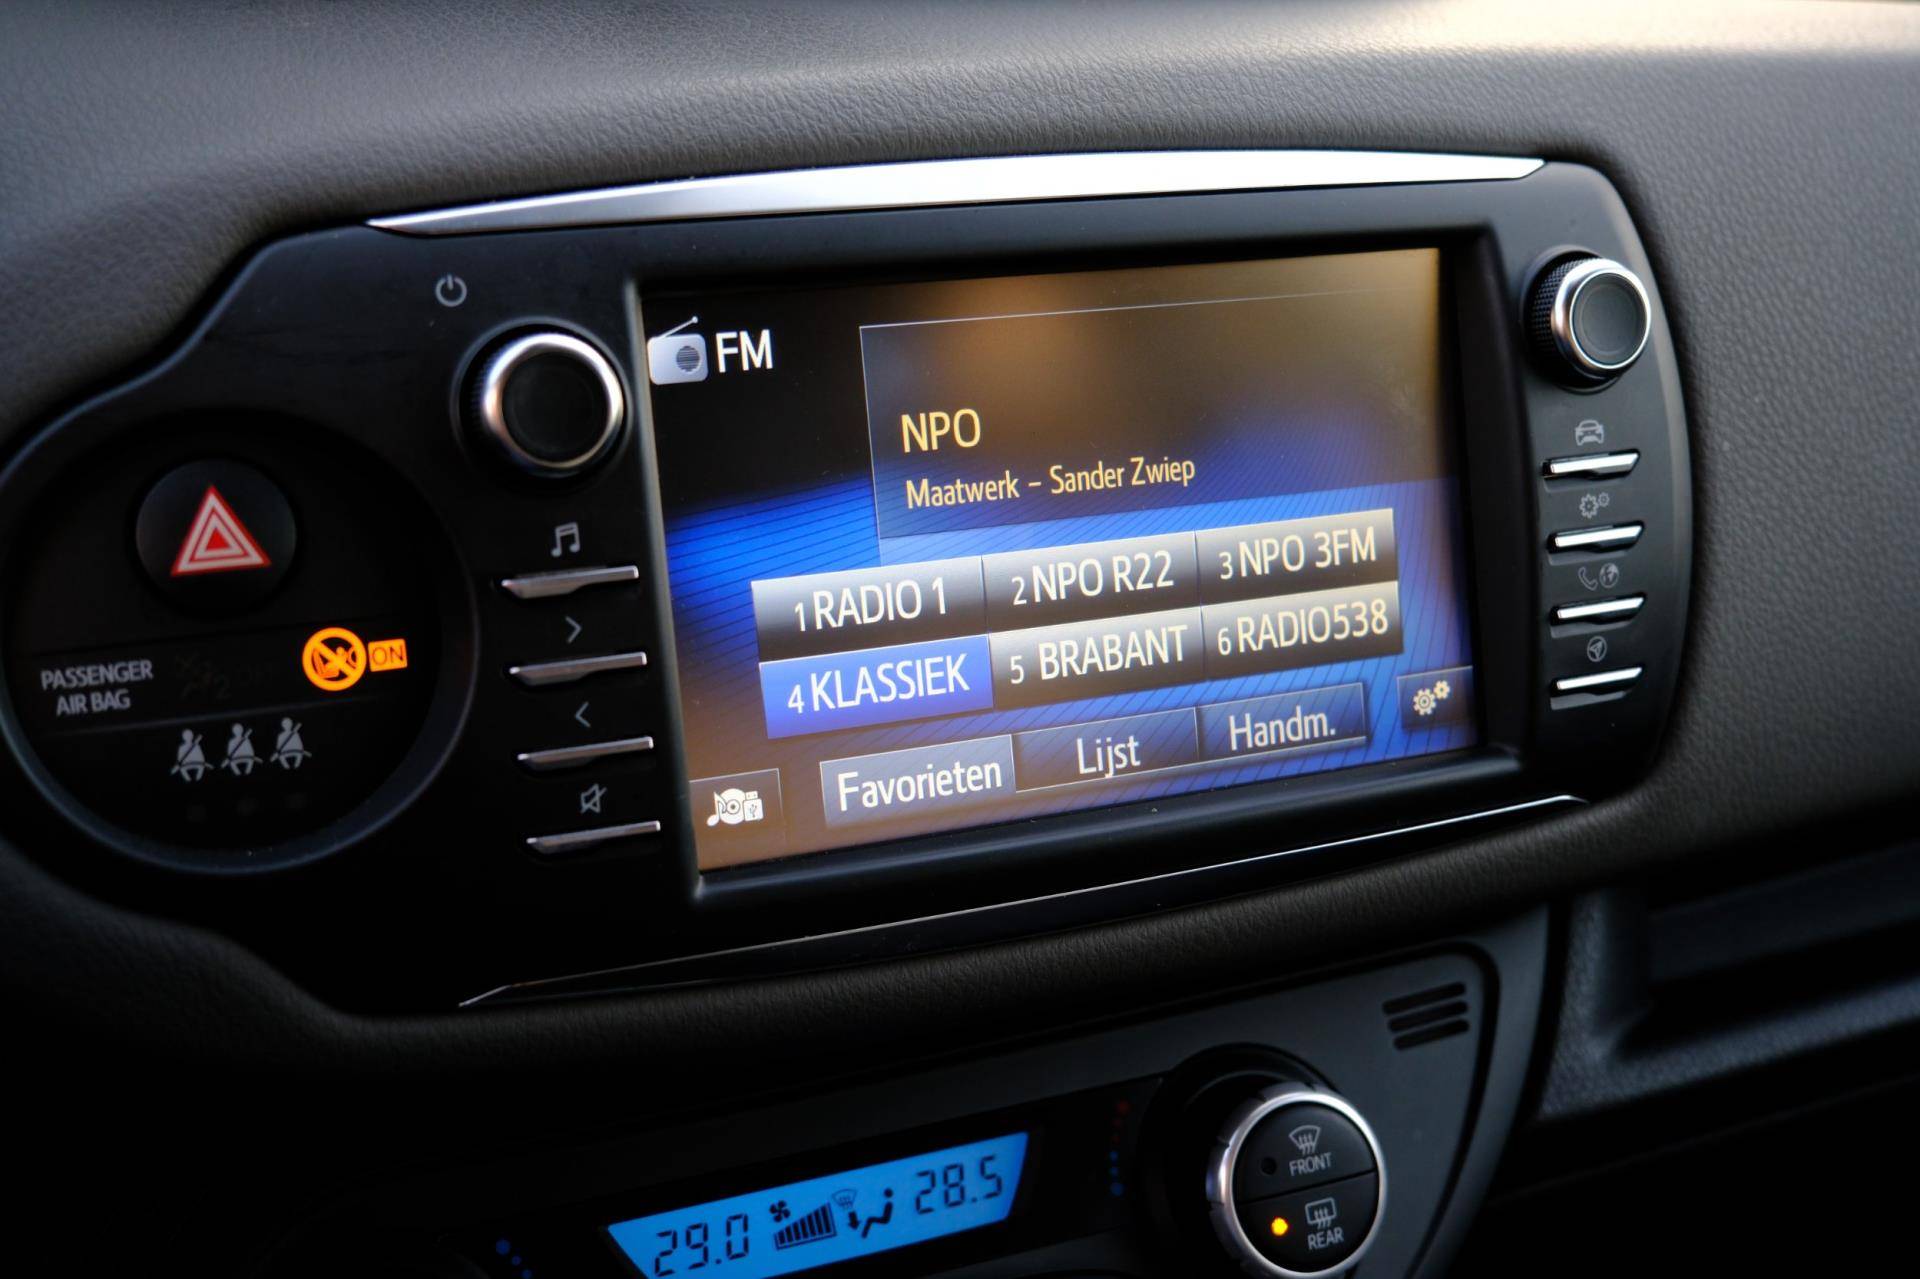 FM
NPO
Maatwerk – Sander Zwiep
1 RADIO 1
2 NPO R22
3 NPO 3FM
4 KLASSIEK
5 BRABANT
6 RADIO538
Favorieten
Lijst
Handm.
PASSENGER
AIR BAG
ON
29.0
28.5
FRONT
REAR